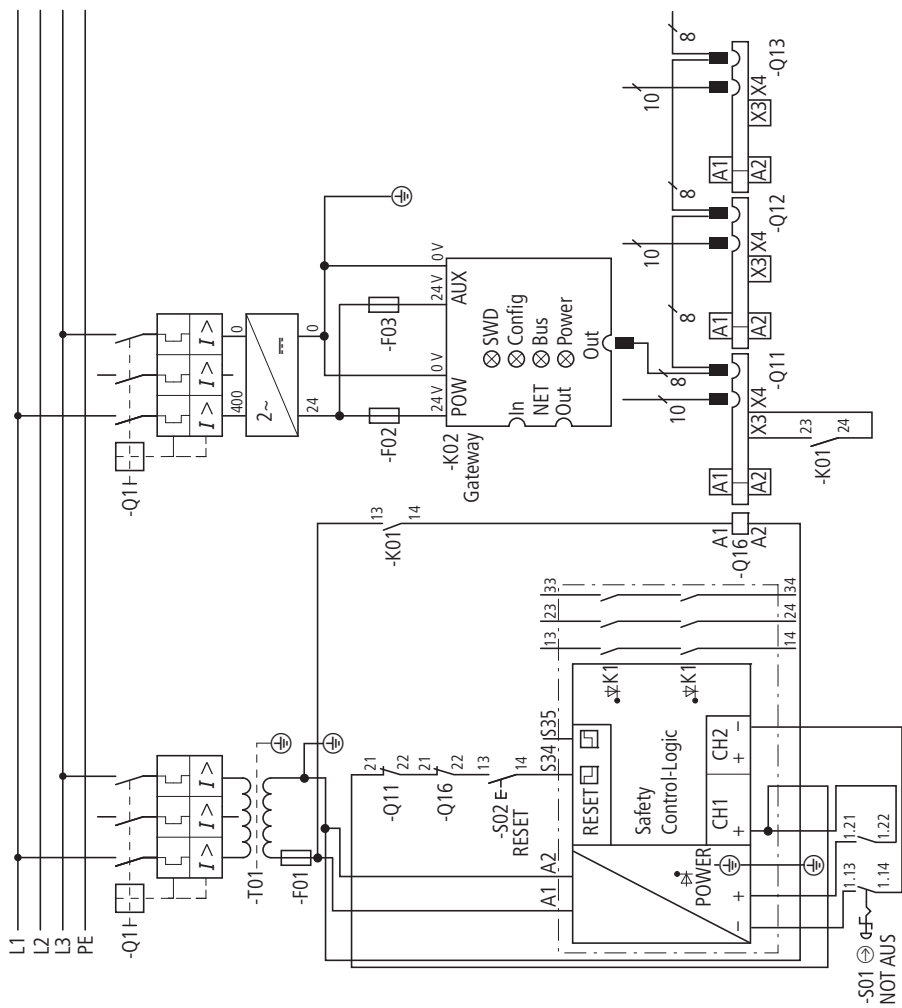 L1
L2
L3
PE
-Q1
I>
I>
I>
-T01
-F01
A1
A2
-Q11
21
22
-Q16
21
22
-S02
RESET
13
14
S34
S35
RESET
Safety
Control-Logic
K1
K1
POWER
-
+
CH1
+
CH2
+
-
13
23
33
14
24
34
-S01
NOT AUS
1.13
1.14
1.21
1.22
-K01
13
14
A1
-Q16
A2
-Q1
I>
I>
I>
400
0
2~
24
0
-F02
-F03
-K02
Gateway
24 V
0 V
24 V
0 V
POW
AUX
In
NET
Out
SWD
Config
Bus
Power
Out
8
10
A1
A2
X3
X4
-Q11
-K01
23
24
8
10
A1
A2
X3
X4
-Q12
8
10
A1
A2
X3
X4
-Q13
8